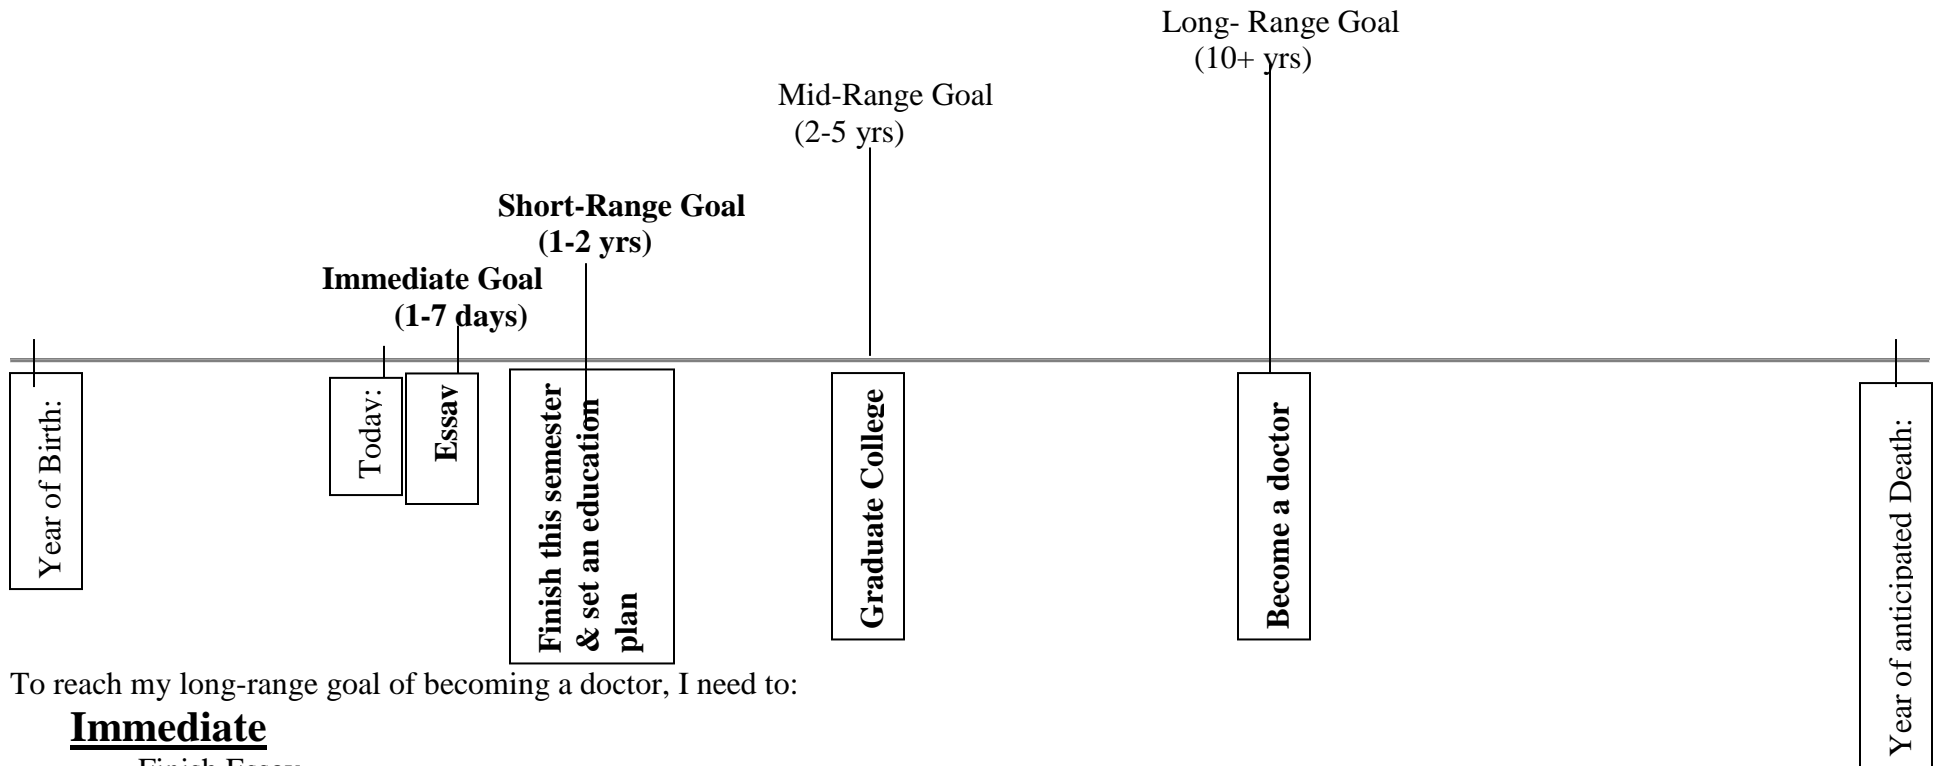 Long- Range Goal
(10+ yrs)
Mid-Range Goal
(2-5 yrs)
Short-Range Goal
(1-2 yrs)
Immediate Goal
(1-7 days)
Year of Birth:
Today:
Essay
Finish this semester
& set an education
plan
Graduate College
Become a doctor
Year of anticipated Death:
To reach my long-range goal of becoming a doctor, I need to:
Immediate
Finish Essay